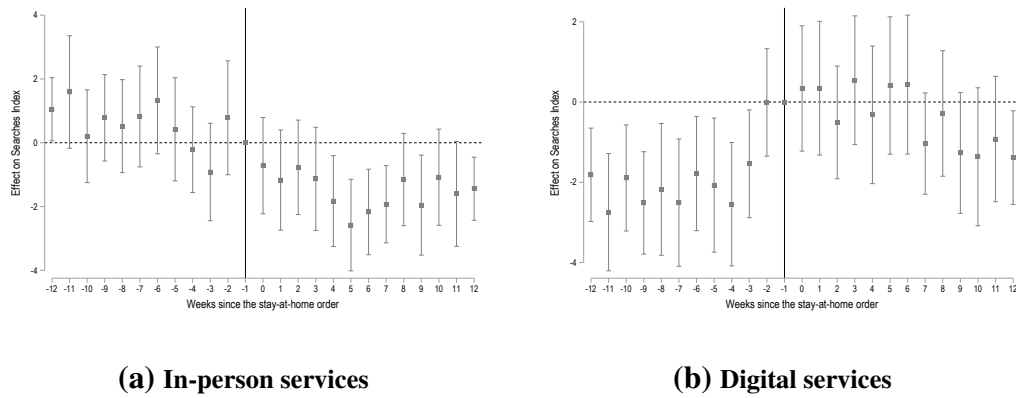 4
2
0
-2
-4
Effect on Searches Index
-12 -11 -10 -9 -8 -7 -6 -5 -4 -3 -2 -1 0 1 2 3 4 5 6 7 8 9 10 11 12
Weeks since the stay-at-home order
(a) In-person services
2
0
-2
-4
Effect on Searches Index
-12 -11 -10 -9 -8 -7 -6 -5 -4 -3 -2 -1 0 1 2 3 4 5 6 7 8 9 10 11 12
Weeks since the stay-at-home order
(b) Digital services